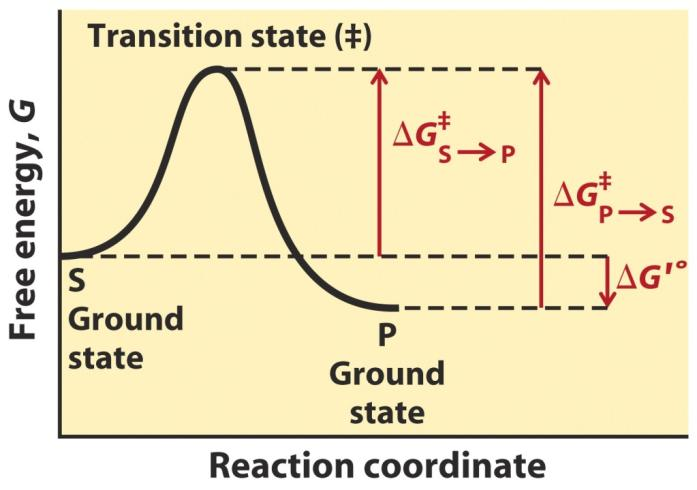 Transition state (‡)
Free energy, G
ΔG‡ S → P
ΔG‡ P → S
ΔG′°
S
Ground
state
P
Ground
state
Reaction coordinate